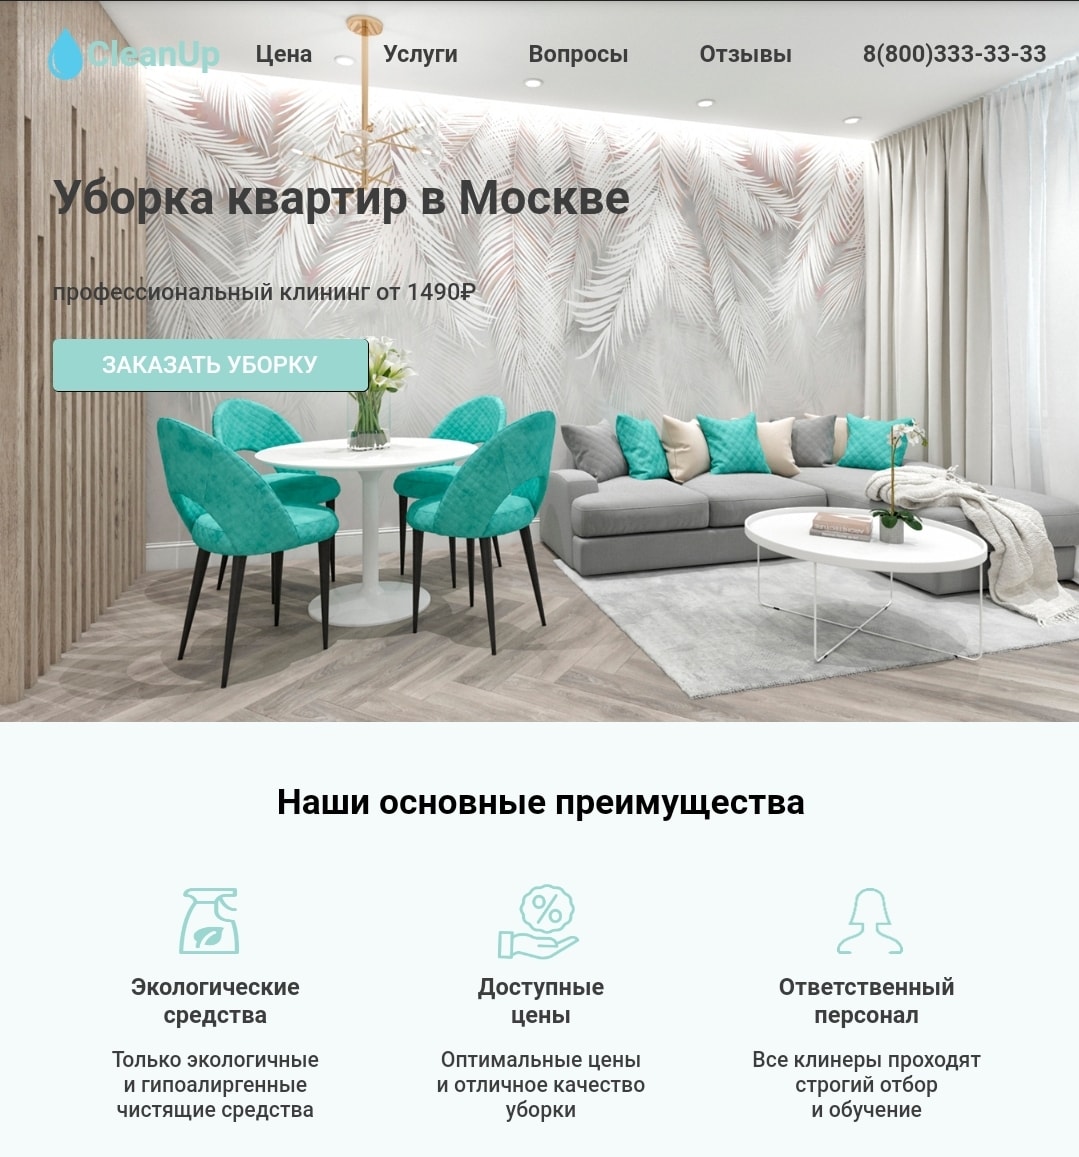 CleanUp
Цена
Услуги
Вопросы
Отзывы
8(800)333-33-33
Уборка квартир в Москве
профессиональный клининг от 1490₽
ЗАКАЗАТЬ УБОРКУ
Наши основные преимущества
Экологические
средства
Только экологичные
и гипоалиргенные
чистящие средства
Доступные
цены
Оптимальные цены
и отличное качество
уборки
Ответственный
персонал
Все клинеры проходят
строгий отбор
и обучение